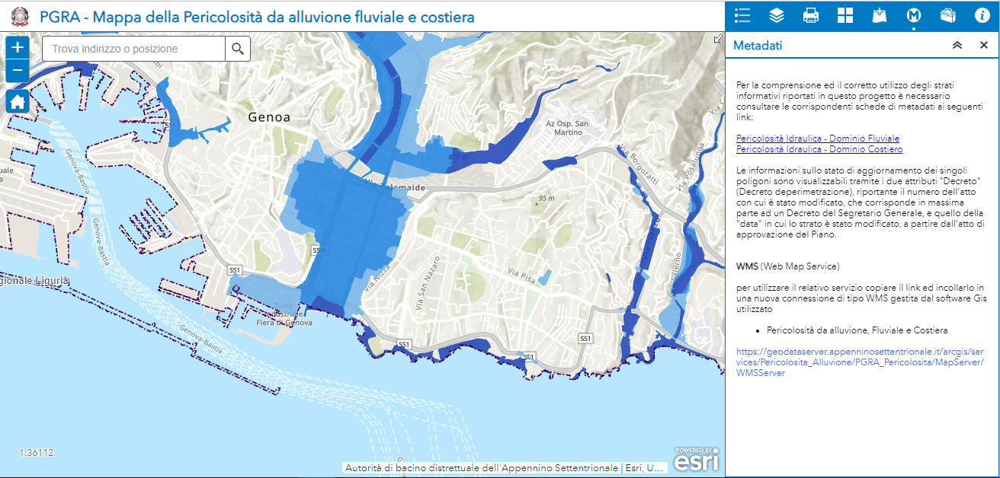 PGRA - Mappa della Pericolosità da alluvione fluviale e costiera
Trova indirizzo o posizione
Genoa
SS1
Az Osp. San
Martino
Via Borgoratti
Via Posalunga
Via Tolemaide
95 m
Genova-Bastia
Genova-Bastia
SS45
SS1
Via Nizza
Via San Nazaro
Via Pisa
gionale Liguria
Fiera di Genova
Genova-Bastia
SS1
SS1
SS1
1:36112
Autorità di bacino distrettuale dell'Appennino Settentrionale | Esri, U...
POWERED BY
esri
Metadati
Per la comprensione ed il corretto utilizzo degli strati
informativi riportati in questo progetto è necessario
consultare le corrispondenti schede di metadati ai seguenti
link:
Pericolosità Idraulica - Dominio Fluviale
Pericolosità Idraulica - Dominio Costiero
Le informazioni sullo stato di aggiornamento dei singoli
poligoni sono visualizzabili tramite i due attributi "Decreto"
(Decreto deperimetrazione), riportante il numero dell'atto
con cui è stato modificato, che corrisponde in massima
parte ad un Decreto del Segretario Generale, e quello della
"data" in cui lo strato è stato modificato, a partire dall'atto di
approvazione del Piano.
WMS (Web Map Service)
per utilizzare il relativo servizio copiare il link ed incollarlo in
una nuova connessione di tipo WMS gestita dal software Gis
utilizzato
• Pericolosità da alluvione, Fluviale e Costiera
https://geodataserver.appenninosettentrionale.it/arcgis/ser
vices/Pericolosita_Alluvione/PGRA_Pericolosita/MapServer/
WMSServer